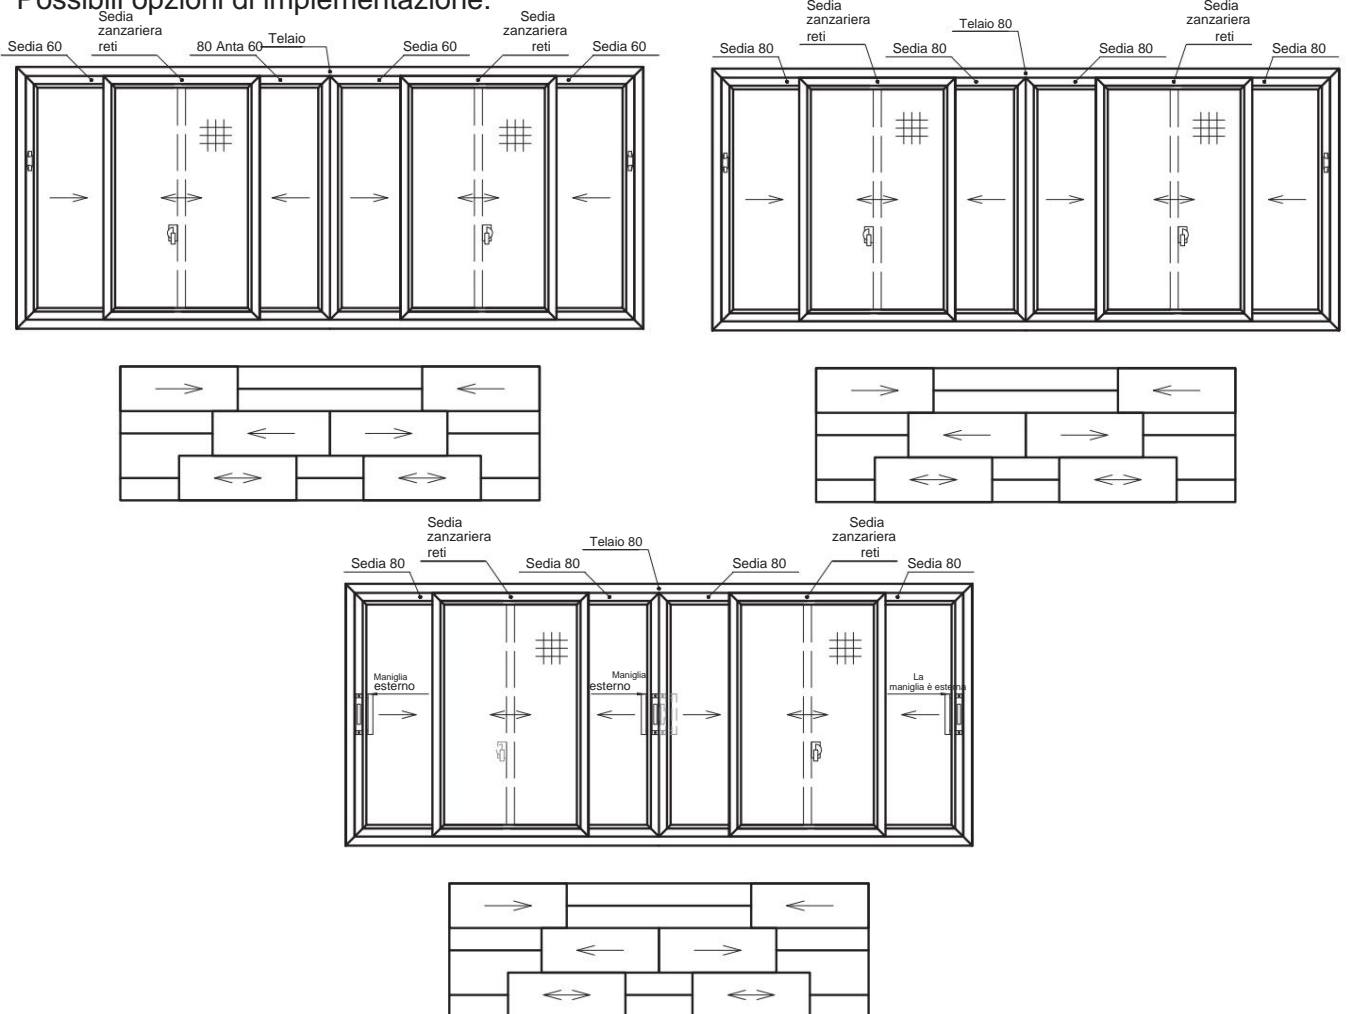 Possibili opzioni di implementazione:
Sedia
zanzariera
reti
Sedia 60
80 Anta 60
Telaio
Sedia 60
Sedia
zanzariera
reti
Sedia 60
Sedia
zanzariera
reti
Sedia 80
Sedia 80
Telaio 80
Sedia 80
Sedia
zanzariera
reti
Sedia 80
Sedia
zanzariera
reti
Sedia 80
Sedia 80
Telaio 80
Sedia 80
Sedia
zanzariera
reti
Sedia 80
Maniglia
esterno
Maniglia
esterno
La
maniglia è esterna